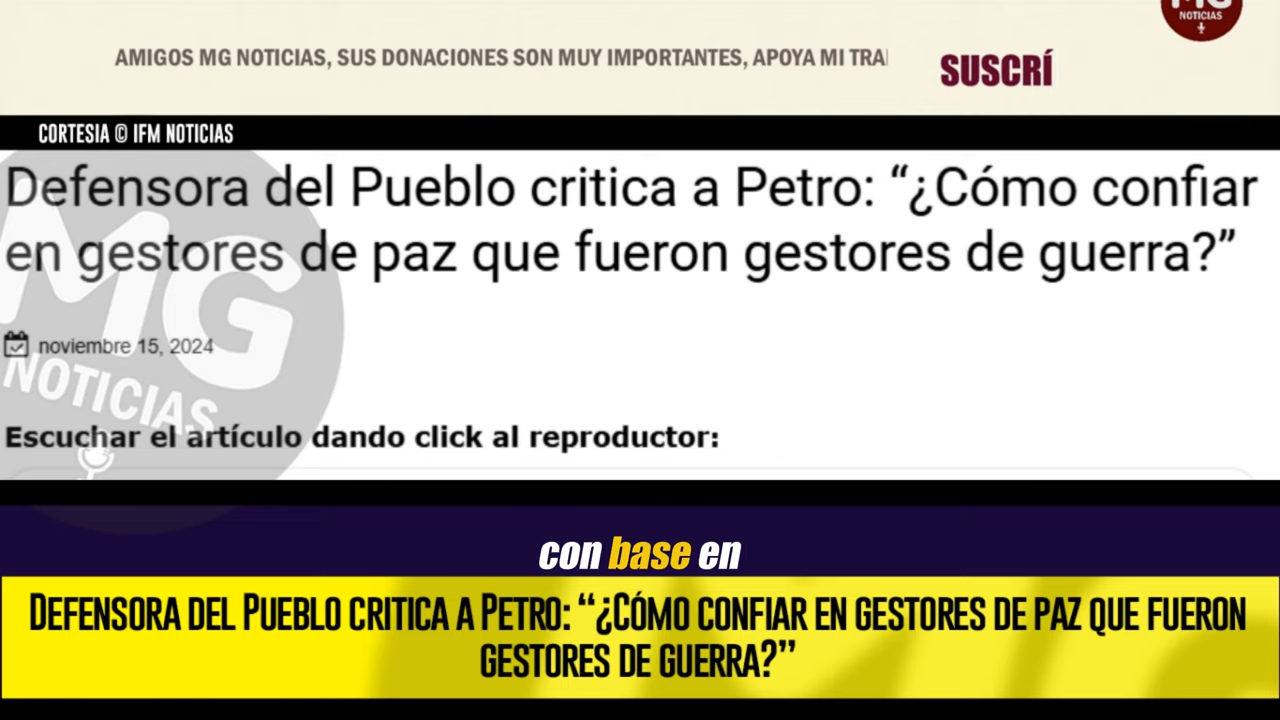 MG
NOTICIAS
AMIGOS MG NOTICIAS, SUS DONACIONES SON MUY IMPORTANTES, APOYA MI
SUSCRÍ
CORTESIA © IFM NOTICIAS
Defensora del Pueblo critica a Petro: “¿Cómo confiar
en gestores de paz que fueron gestores de guerra?”
noviembre 15, 2024
MG
NOTICIAS
Escuchar el artículo dando click al reproductor:
con base en
DEFENSORA DEL PUEBLO CRITICA A PETRO: “¿CÓMO CONFIAR EN GESTORES DE PAZ QUE FUERON
GESTORES DE GUERRA?”